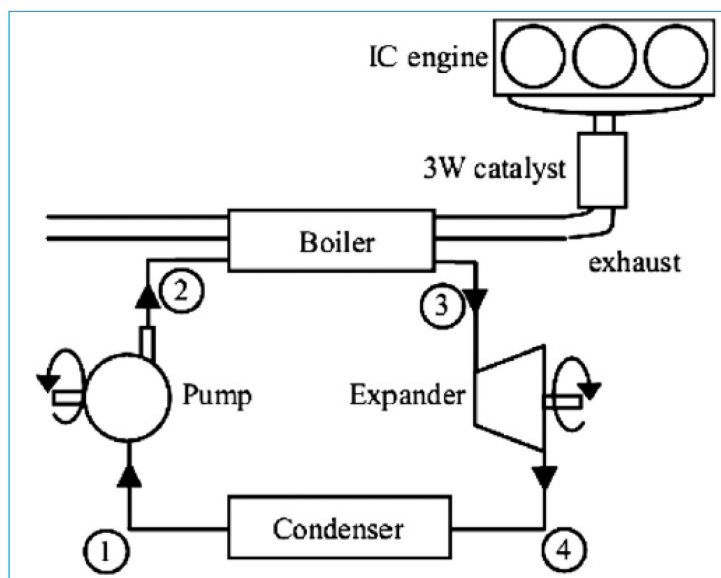 IC engine
3W catalyst
Boiler
exhaust
2
3
Pump
Expander
Condenser
1
4